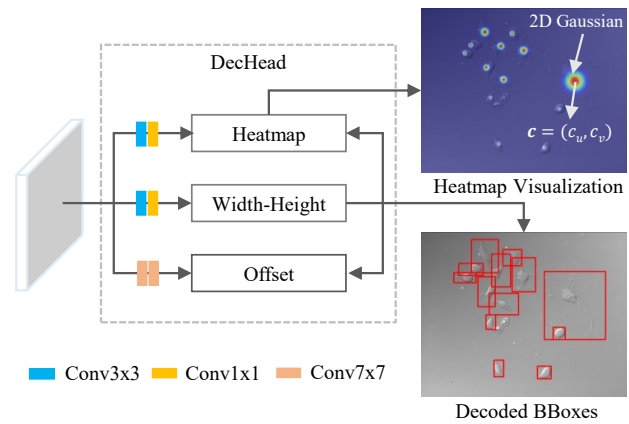 DecHead
Heatmap
Width-Height
Offset
2D Gaussian
c = (cᵤ, cᵥ)
Heatmap Visualization
Conv3x3
Conv1x1
Conv7x7
Decoded BBoxes